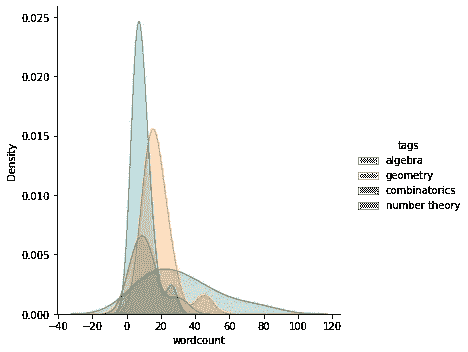 0.025
0.020
0.015
0.010
0.005
0.000
Density
−40 −20 0 20 40 60 80 100 120
wordcount
tags
algebra
geometry
combinatorics
number theory